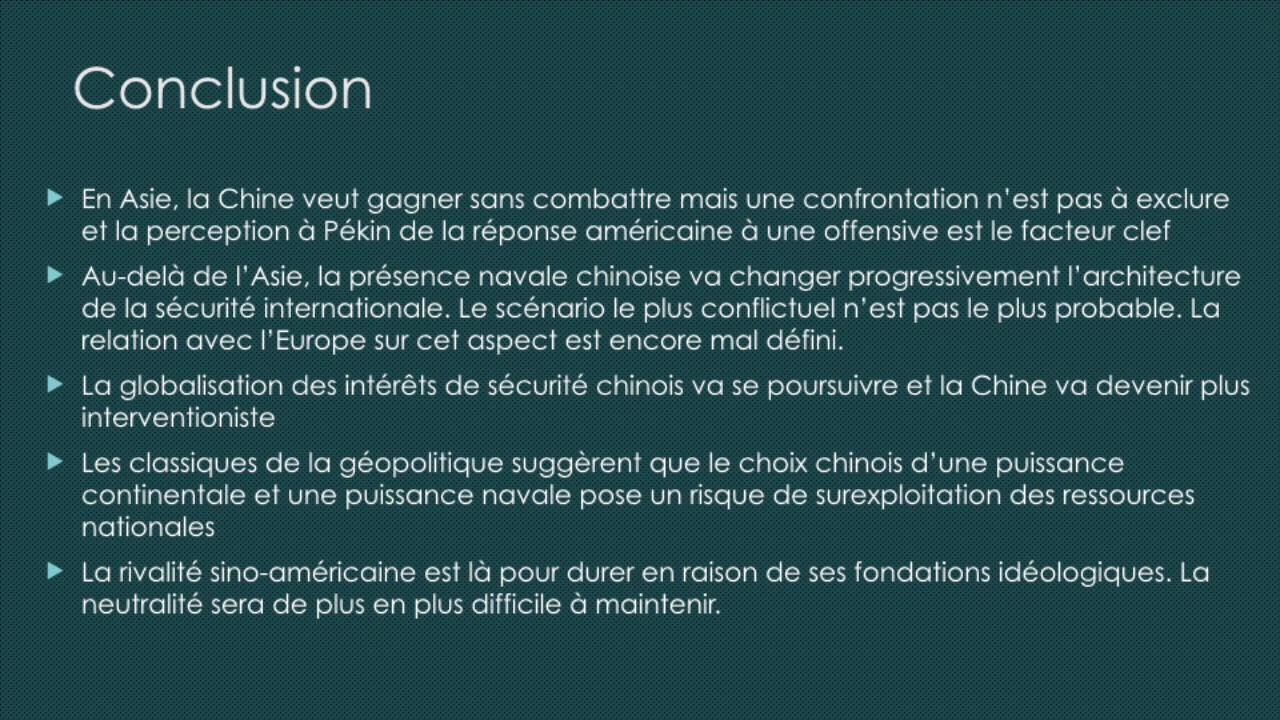 Conclusion
En Asie, la Chine veut gagner sans combattre mais une confrontation n’est pas à exclure
et la perception à Pékin de la réponse américaine à une offensive est le facteur clef
Au-delà de l’Asie, la présence navale chinoise va changer progressivement l’architecture
de la sécurité internationale. Le scénario le plus conflictuel n’est pas le plus probable. La
relation avec l’Europe sur cet aspect est encore mal défini.
La globalisation des intérêts de sécurité chinois va se poursuivre et la Chine va devenir plus
interventioniste
Les classiques de la géopolitique suggèrent que le choix chinois d’une puissance
continentale et une puissance navale pose un risque de surexploitation des ressources
nationales
La rivalité sino-américaine est là pour durer en raison de ses fondations idéologiques. La
neutralité sera de plus en plus difficile à maintenir.